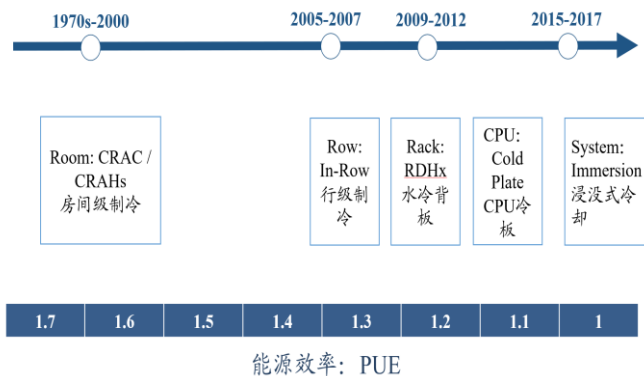 1970s-2000
2005-2007
2009-2012
2015-2017
Room: CRAC /
CRAHs
房间级制冷
Row:
In-Row
行级制
冷
Rack:
RDHx
水冷背
板
CPU:
Cold
Plate
CPU冷
板
System:
Immersion
浸没式冷
却
1.7 1.6 1.5 1.4 1.3 1.2 1.1 1
能源效率：PUE